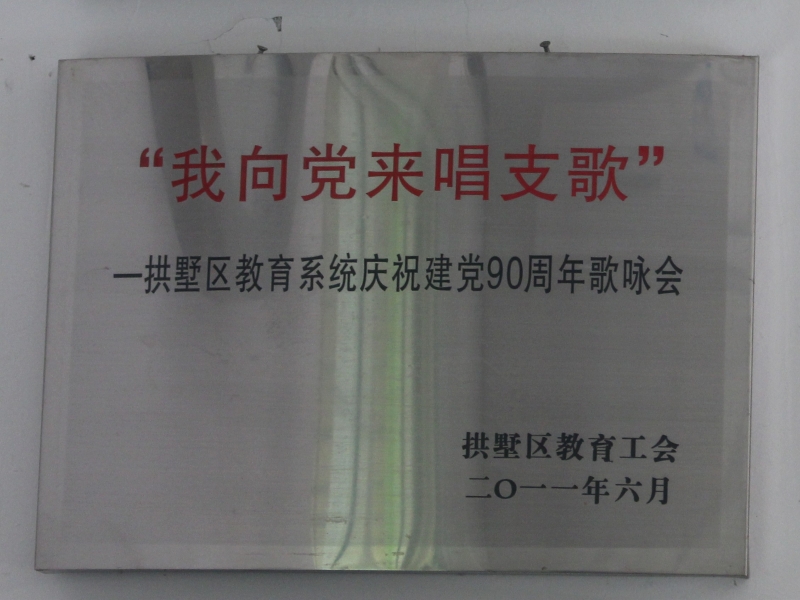 “我向党来唱支歌”
—拱墅区教育系统庆祝建党90周年歌咏会
拱墅区教育工会
二〇一一年六月